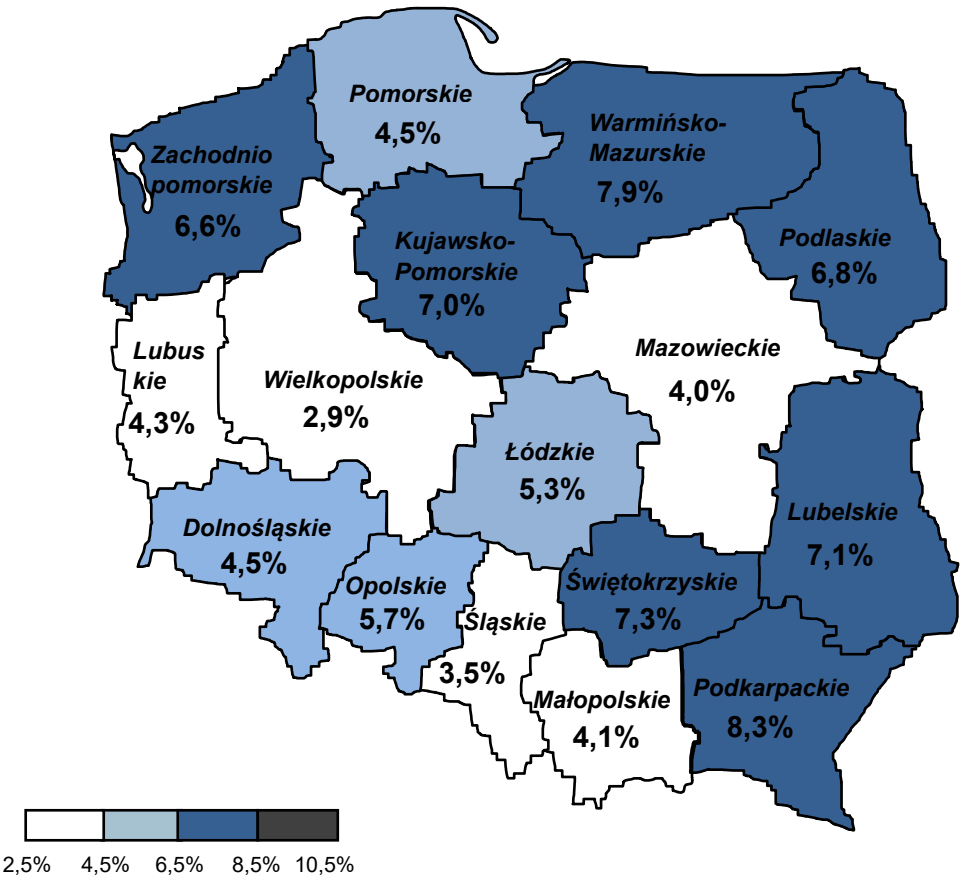 Pomorskie
4,5%
Warmińsko-
Mazurskie
7,9%
Zachodnio
pomorskie
6,6%
Podlaskie
6,8%
Kujawsko-
Pomorskie
7,0%
Lubus
kie
4,3%
Wielkopolskie
2,9%
Mazowieckie
4,0%
Łódzkie
5,3%
Dolnośląskie
4,5%
Lubelskie
7,1%
Opolskie
5,7%
Śląskie
3,5%
Świętokrzyskie
7,3%
Małopolskie
4,1%
Podkarpackie
8,3%
2,5% 4,5% 6,5% 8,5% 10,5%